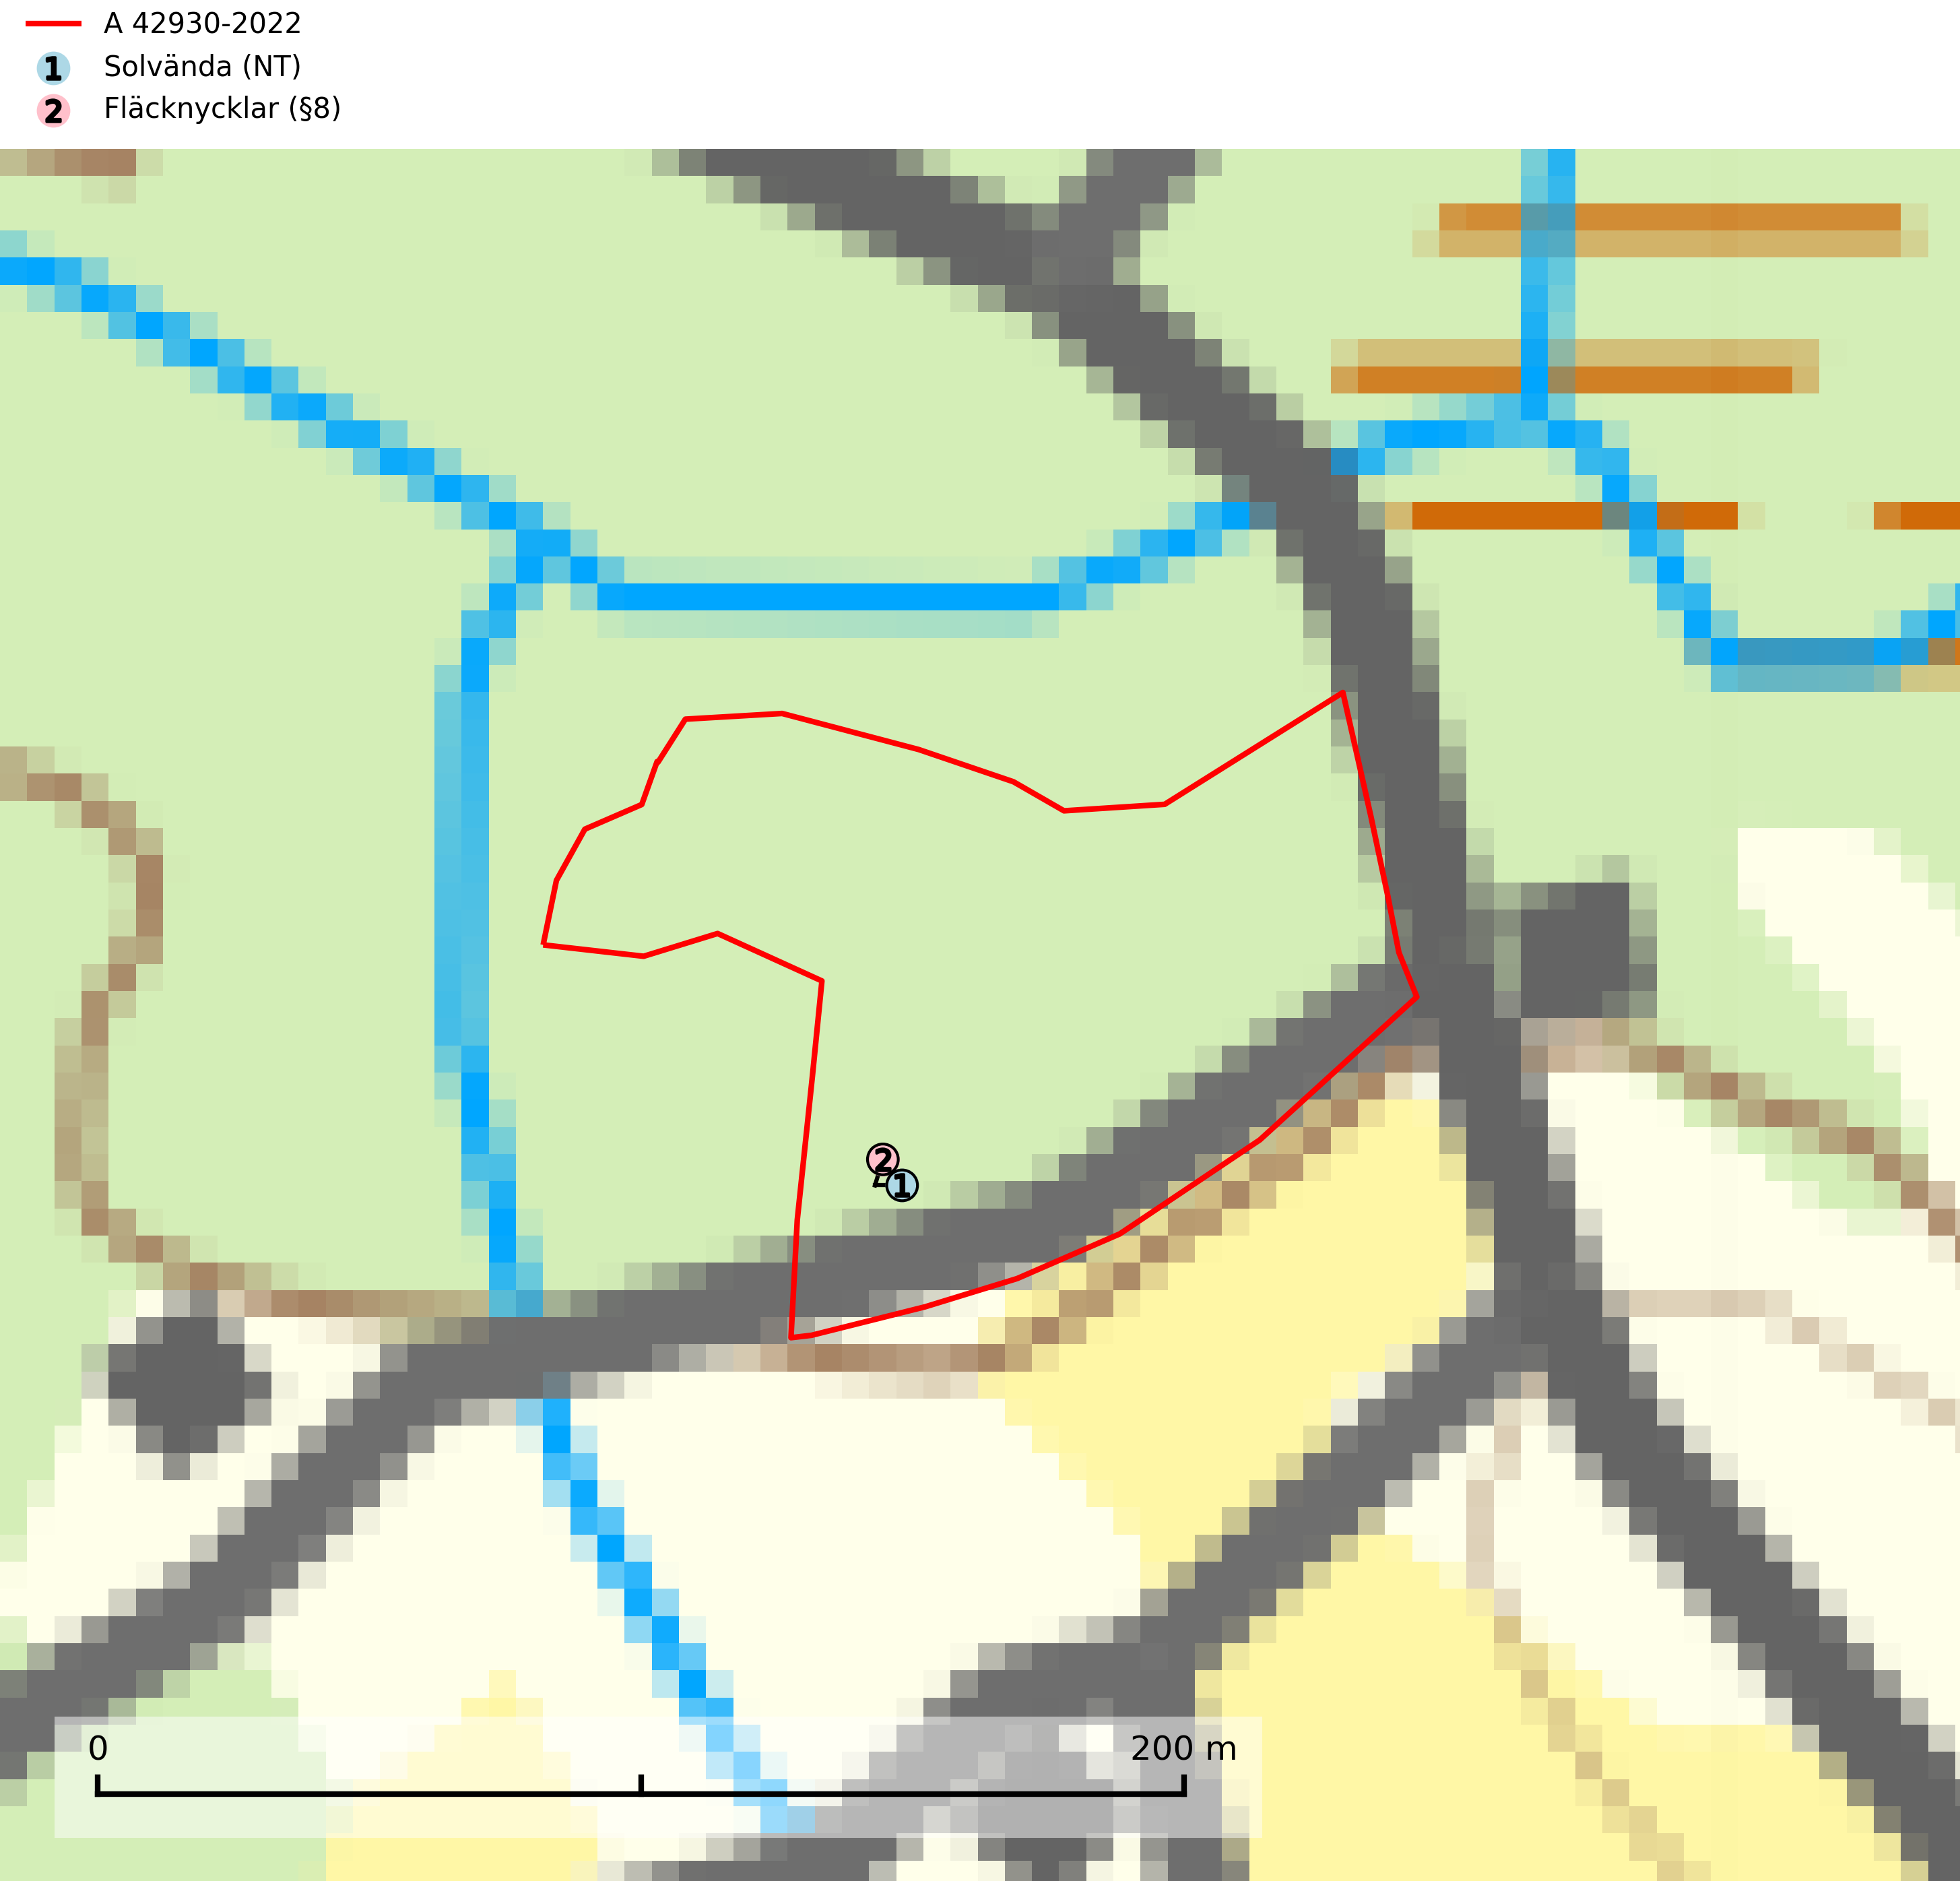 A 42930-2022
1 Solvända (NT)
2 Fläcknycklar (§8)
2
1
0 200 m